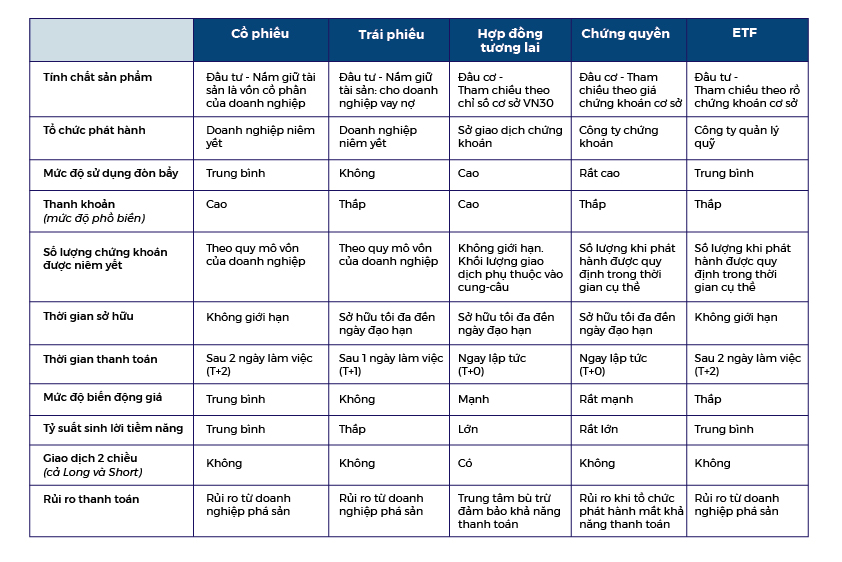 Cổ phiếu
Trái phiếu
Hợp đồng
tương lai
Chứng quyền
ETF
Tính chất sản phẩm
Đầu tư - Nắm giữ tài
sản là vốn cổ phần
của doanh nghiệp
Đầu tư - Nắm giữ
tài sản: cho doanh
nghiệp vay nợ
Đầu cơ -
Tham chiếu theo
chỉ số cơ sở VN30
Đầu cơ - Tham
chiếu theo giá
chứng khoán cơ sở
Đầu tư -
Tham chiếu theo rổ
chứng khoán cơ sở
Tổ chức phát hành
Doanh nghiệp niêm
yết
Doanh nghiệp
niêm yết
Sở giao dịch chứng
khoán
Công ty chứng
khoán
Công ty quản lý
quỹ
Mức độ sử dụng đòn bẩy
Trung bình
Không
Cao
Rất cao
Trung bình
Thanh khoản
(mức độ phổ biến)
Cao
Thấp
Cao
Thấp
Thấp
Số lượng chứng khoán
được niêm yết
Theo quy mô vốn
của doanh nghiệp
Theo quy mô vốn
của doanh nghiệp
Không giới hạn.
Khối lượng giao
dịch phụ thuộc vào
cung-cầu
Số lượng khi phát
hành được quy
định trong thời
gian cụ thể
Số lượng khi phát
hành được quy
định trong thời
gian cụ thể
Thời gian sở hữu
Không giới hạn
Sở hữu tối đa đến
ngày đạo hạn
Sở hữu tối đa đến
ngày đạo hạn
Sở hữu tối đa đến
ngày đạo hạn
Không giới hạn
Thời gian thanh toán
Sau 2 ngày làm việc
(T+2)
Sau 1 ngày làm việc
(T+1)
Ngay lập tức
(T+0)
Ngay lập tức
(T+0)
Sau 2 ngày làm việc
(T+2)
Mức độ biến động giá
Trung bình
Không
Mạnh
Rất mạnh
Thấp
Tỷ suất sinh lời tiềm năng
Trung bình
Thấp
Lớn
Rất lớn
Trung bình
Giao dịch 2 chiều
(cả Long và Short)
Không
Không
Có
Không
Không
Rủi ro thanh toán
Rủi ro từ doanh
nghiệp phá sản
Rủi ro từ doanh
nghiệp phá sản
Trung tâm bù trừ
đảm bảo khả năng
thanh toán
Rủi ro khi tổ chức
phát hành mất khả
năng thanh toán
Rủi ro từ doanh
nghiệp phá sản